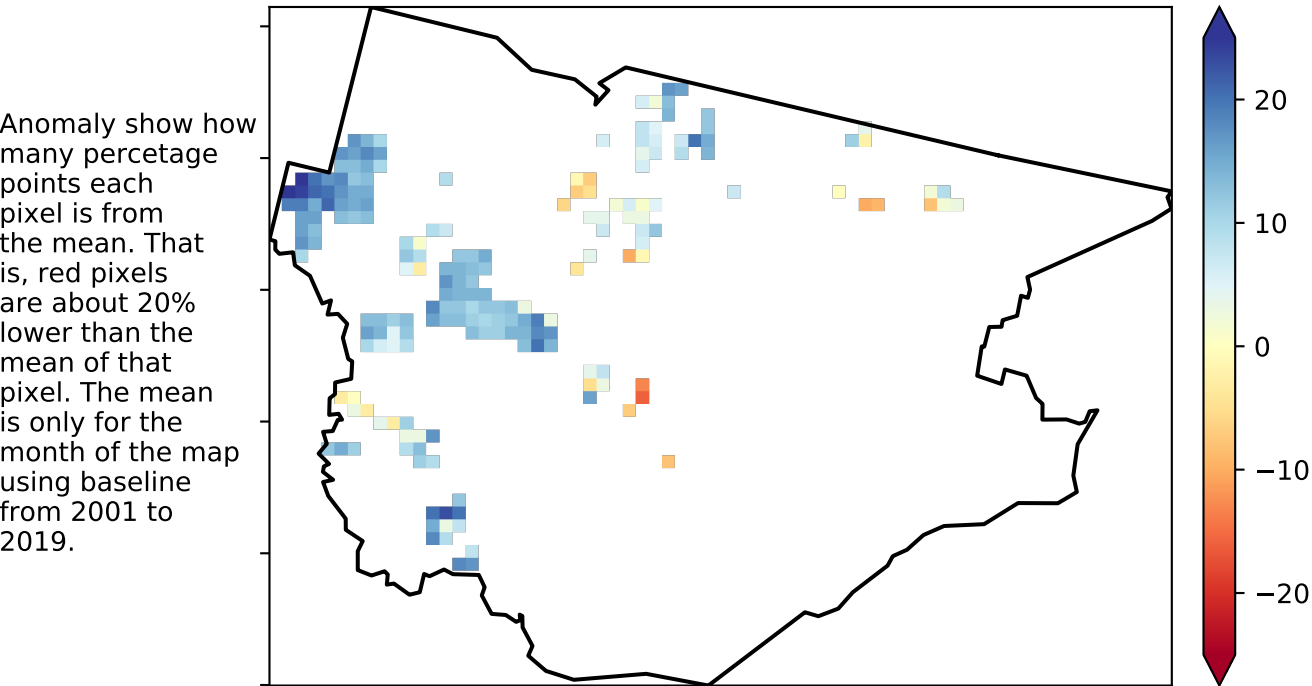 Anomaly show how
many percetage
points each
pixel is from
the mean. That
is, red pixels
are about 20%
lower than the
mean of that
pixel. The mean
is only for the
month of the map
using baseline
from 2001 to
2019.
20
10
0
−10
−20